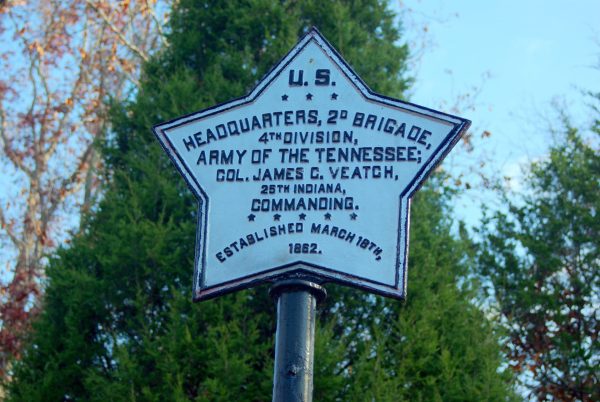 U.S.
HEADQUARTERS, 2D BRIGADE,
4TH DIVISION,
ARMY OF THE TENNESSEE;
COL. JAMES C. VEATCH,
25TH INDIANA,
COMMANDING.
ESTABLISHED MARCH 18TH,
1862.